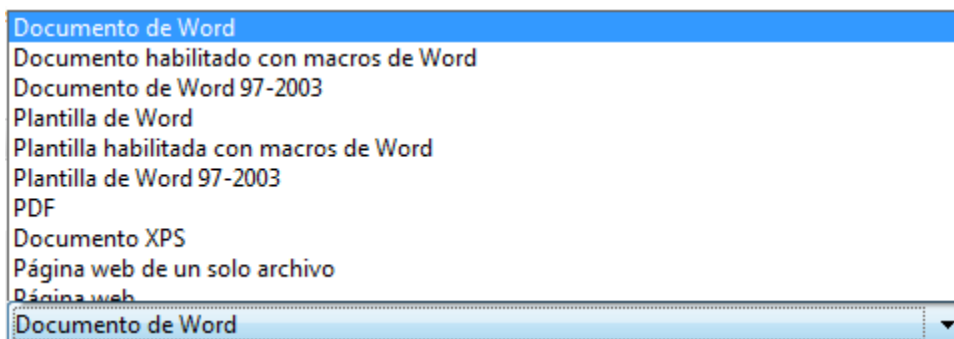 Documento de Word
Documento habilitado con macros de Word
Documento de Word 97-2003
Plantilla de Word
Plantilla habilitada con macros de Word
Plantilla de Word 97-2003
PDF
Documento XPS
Página web de un solo archivo
Página web
Documento de Word